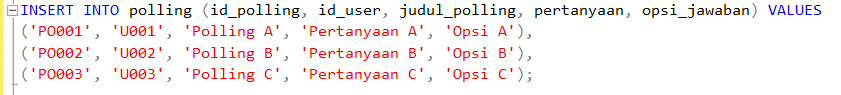 INSERT INTO polling (id_polling, id_user, judul_polling, pertanyaan, opsi_jawaban) VALUES
('PO001', 'U001', 'Polling A', 'Pertanyaan A', 'Opsi A'),
('PO002', 'U002', 'Polling B', 'Pertanyaan B', 'Opsi B'),
('PO003', 'U003', 'Polling C', 'Pertanyaan C', 'Opsi C');